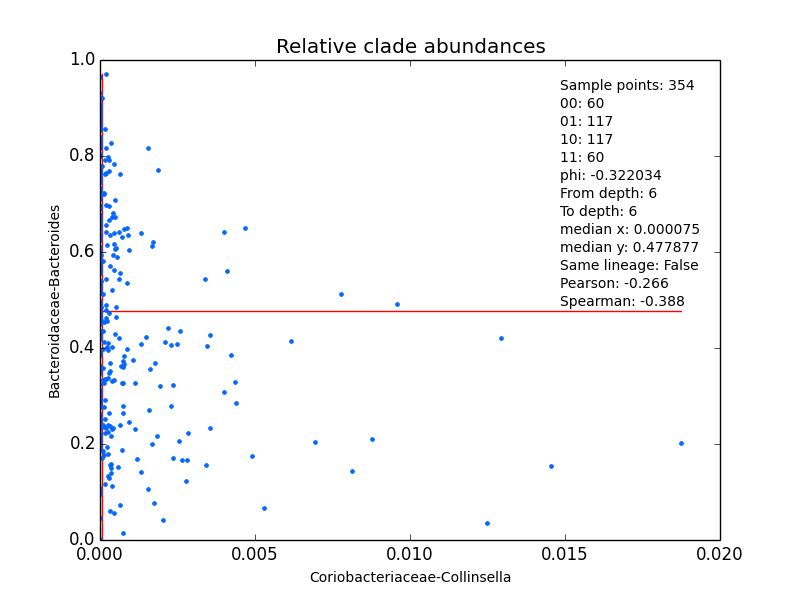 Relative clade abundances
1.0
0.8
0.6
0.4
0.2
0.0
Bacteroidaceae-Bacteroides
Sample points: 354
00: 60
01: 117
10: 117
11: 60
phi: -0.322034
From depth: 6
To depth: 6
median x: 0.000075
median y: 0.477877
Same lineage: False
Pearson: -0.266
Spearman: -0.388
0.000 0.005 0.010 0.015 0.020
Coriobacteriaceae-Collinsella